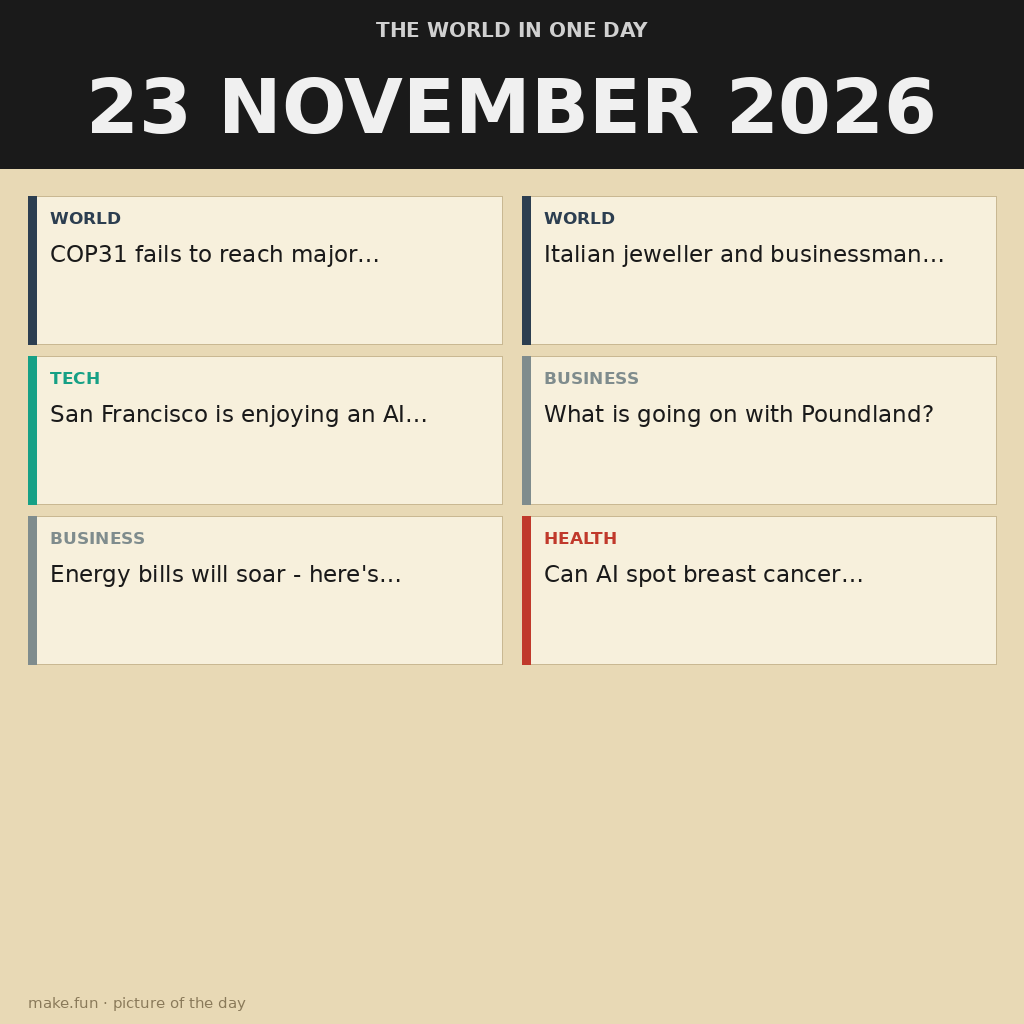 THE WORLD IN ONE DAY
23 NOVEMBER 2026
WORLD
COP31 fails to reach major…
WORLD
Italian jeweller and businessman…
TECH
San Francisco is enjoying an AI…
BUSINESS
What is going on with Poundland?
BUSINESS
Energy bills will soar - here's…
HEALTH
Can AI spot breast cancer…
make.fun · picture of the day